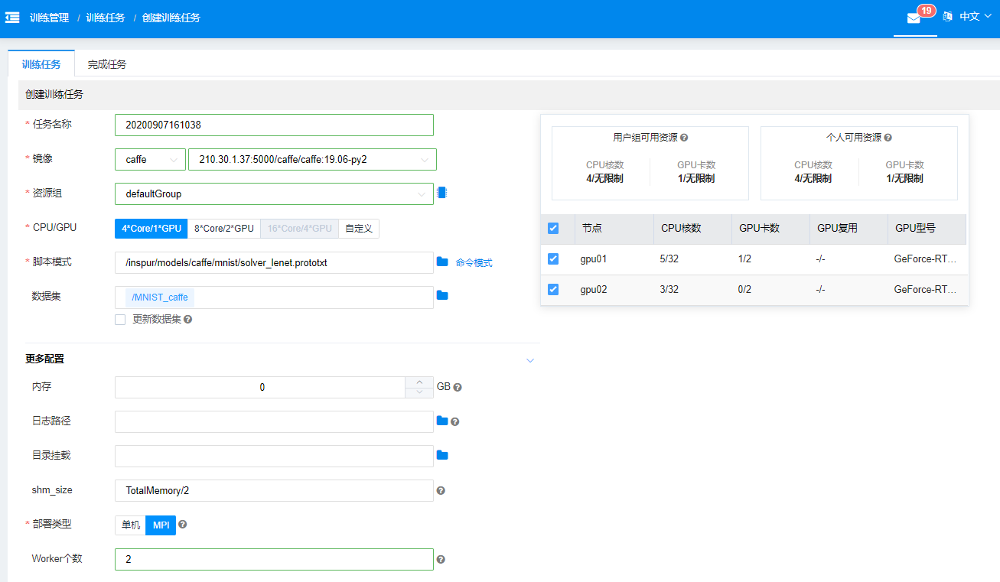 训练管理 / 训练任务 / 创建训练任务
19
中文
训练任务
完成任务
创建训练任务
* 任务名称
20200907161038
* 镜像
caffe
210.30.1.37:5000/caffe/caffe:19.06-py2
* 资源组
defaultGroup
* CPU/GPU
4*Core/1*GPU
8*Core/2*GPU
16*Core/4*GPU
自定义
* 脚本模式
/inspur/models/caffe/mnist/solver_lenet.prototxt
命令模式
数据集
/MNIST_caffe
更新数据集
更多配置
内存
0
GB
日志路径
目录挂载
shm_size
TotalMemory/2
* 部署类型
单机
MPI
Worker个数
2
用户组可用资源
CPU核数
GPU卡数
4/无限制
1/无限制
个人可用资源
CPU核数
GPU卡数
4/无限制
1/无限制
节点 CPU核数 GPU卡数 GPU复用 GPU型号
gpu01 5/32 1/2 -/- GeForce-RT...
gpu02 3/32 0/2 -/- GeForce-RT...